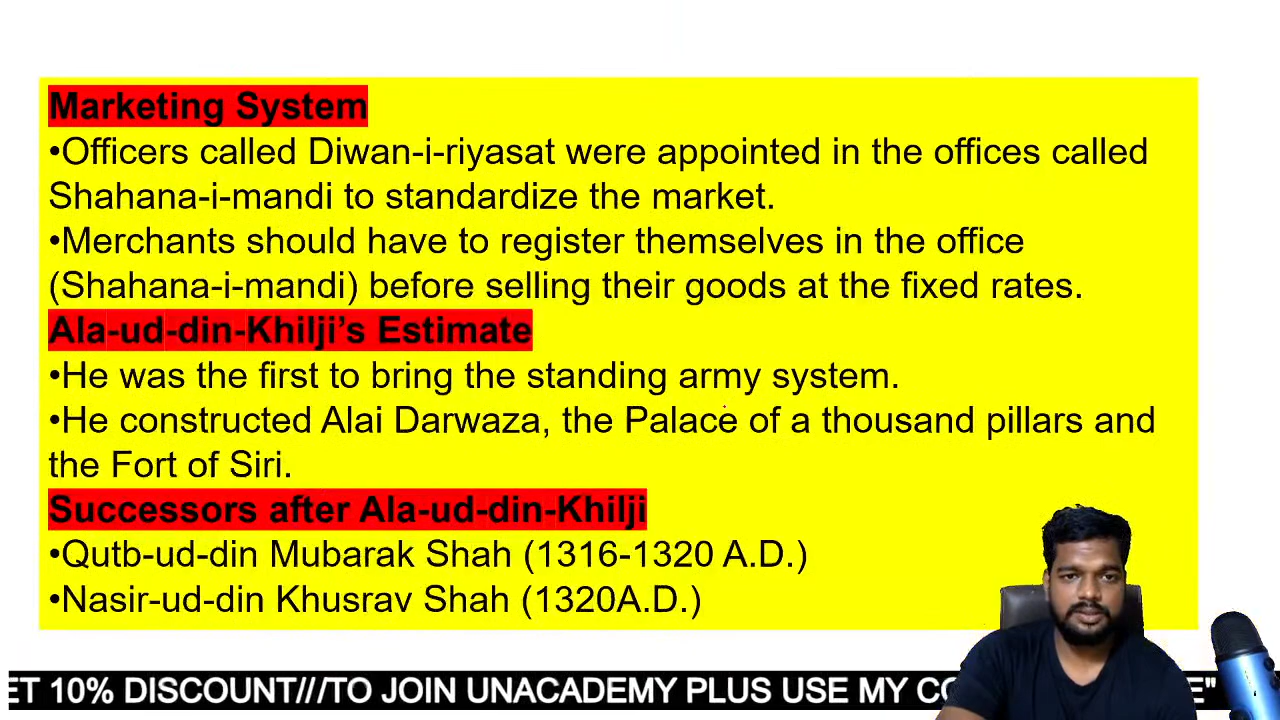 Marketing System
•Officers called Diwan-i-riyasat were appointed in the offices called
Shahana-i-mandi to standardize the market.
•Merchants should have to register themselves in the office
(Shahana-i-mandi) before selling their goods at the fixed rates.
Ala-ud-din-Khilji’s Estimate
•He was the first to bring the standing army system.
•He constructed Alai Darwaza, the Palace of a thousand pillars and
the Fort of Siri.
Successors after Ala-ud-din-Khilji
•Qutb-ud-din Mubarak Shah (1316-1320 A.D.)
•Nasir-ud-din Khusrav Shah (1320A.D.)
10% DISCOUNT///TO JOIN UNACADEMY PLUS USE MY